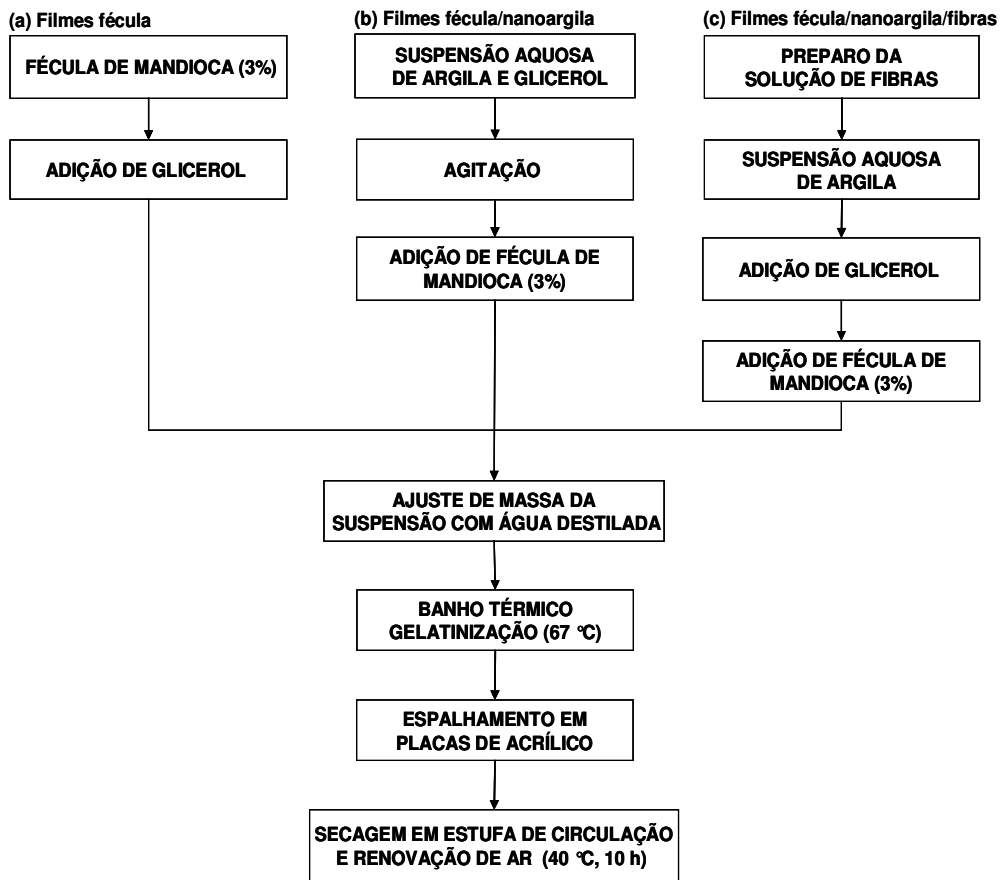 (a) Filmes fécula
FÉCULA DE MANDIOCA (3%)
ADIÇÃO DE GLICEROL
(b) Filmes fécula/nanoargila
SUSPENSÃO AQUOSA
DE ARGILA E GLICEROL
AGITAÇÃO
ADIÇÃO DE FÉCULA DE
MANDIOCA (3%)
(c) Filmes fécula/nanoargila/fibras
PREPARO DA
SOLUÇÃO DE FIBRAS
SUSPENSÃO AQUOSA
DE ARGILA
ADIÇÃO DE GLICEROL
ADIÇÃO DE FÉCULA DE
MANDIOCA (3%)
AJUSTE DE MASSA DA
SUSPENSÃO COM ÁGUA DESTILADA
BANHO TÉRMICO
GELATINIZAÇÃO (67 °C)
ESPALHAMENTO EM
PLACAS DE ACRÍLICO
SECAGEM EM ESTUFA DE CIRCULAÇÃO
E RENOVAÇÃO DE AR (40 °C, 10 h)